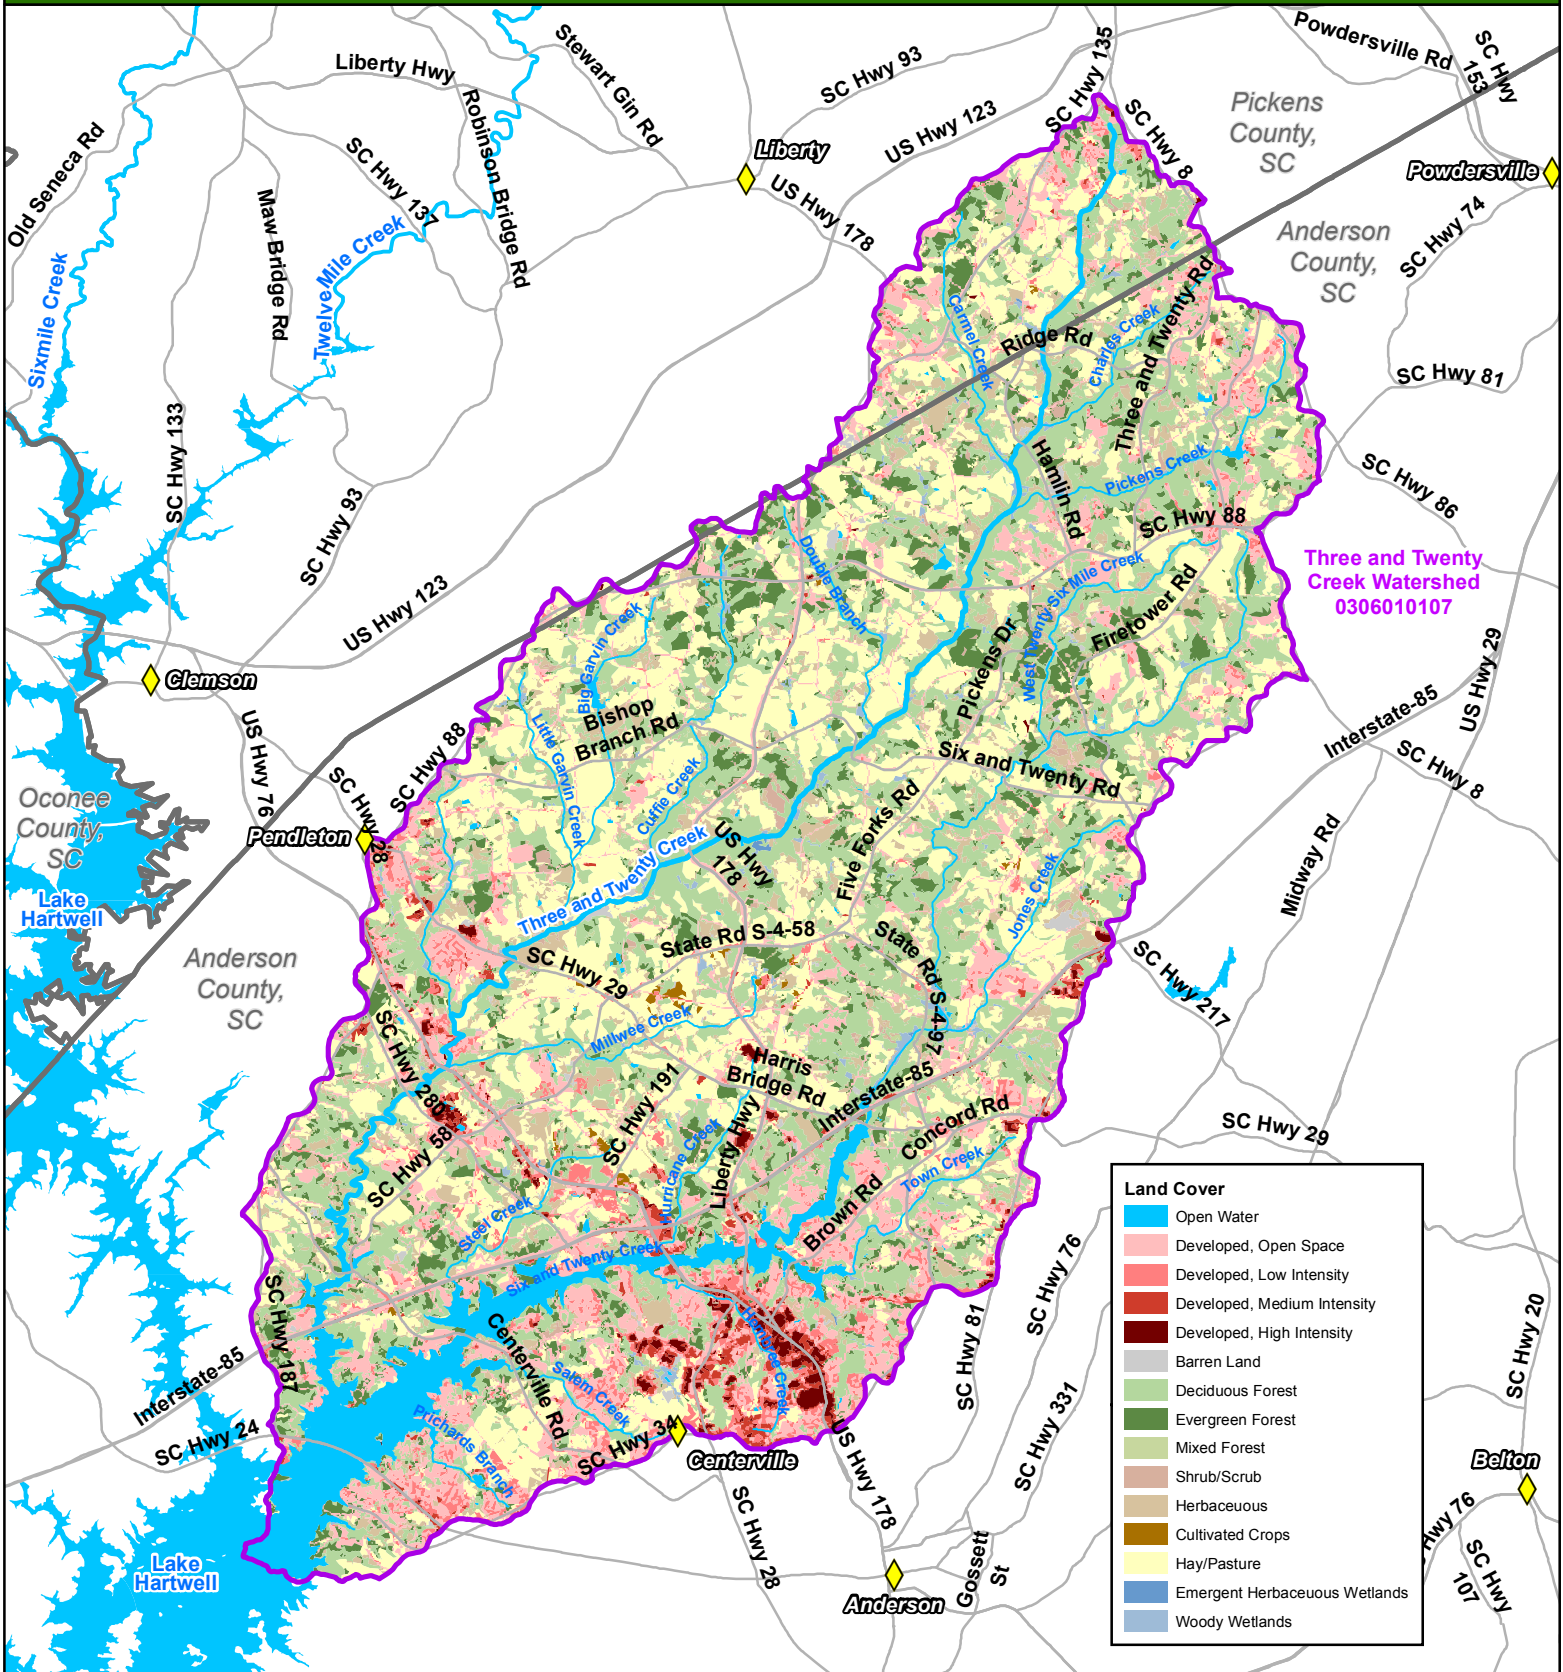 Liberty Hwy
Stewart Gin Rd
SC Hwy 93
SC Hwy 135
Powdersville Rd
SC Hwy
153
Robinson Bridge Rd
US Hwy 123
SC Hwy 8
Pickens
County,
SC
Old Seneca Rd
SC Hwy 137
Liberty
Powdersville
US Hwy 178
Maw Bridge Rd
Twelve Mile Creek
Sixmile Creek
Anderson
County,
SC
SC Hwy 74
Carmel Creek
Ridge Rd
Charles Creek
Three and Twenty Rd
SC Hwy 81
SC Hwy 133
SC Hwy 93
Hamlin Rd
Pickens Creek
SC Hwy 86
SC Hwy 88
Double Branch
West Twenty Six Mile Creek
Firetower Rd
Three and Twenty
Creek Watershed
0306010107
US Hwy 123
Clemson
Big Garvin Creek
Pickens Dr
US Hwy 29
Interstate-85
US Hwy 76
SC Hwy 28
SC Hwy 88
Little Garvin Creek
Bishop
Branch Rd
Cuffie Creek
Six and Twenty Rd
SC Hwy 8
Oconee
County,
SC
Pendleton
US Hwy
178
Five Forks Rd
Midway Rd
Lake
Hartwell
Three and Twenty Creek
Jones Creek
State Rd S-4-58
State Rd S-4-97
SC Hwy 29
SC Hwy 217
Anderson
County,
SC
Millwee Creek
SC Hwy 280
Harris
Bridge Rd
Interstate-85
SC Hwy 191
Concord Rd
SC Hwy 29
SC Hwy 58
Hurricane Creek
Liberty Hwy
Town Creek
Brown Rd
Steel Creek
Six and Twenty Creek
SC Hwy 76
SC Hwy 187
Centerville Rd
Hembree Creek
SC Hwy 81
SC Hwy 20
Interstate-85
Salem Creek
SC Hwy 331
Prichards Branch
SC Hwy 24
SC Hwy 34
Centerville
US Hwy 178
Belton
SC Hwy 28
Hwy 76
SC Hwy
107
Gossett
St
Lake
Hartwell
Anderson
Land Cover
Open Water
Developed, Open Space
Developed, Low Intensity
Developed, Medium Intensity
Developed, High Intensity
Barren Land
Deciduous Forest
Evergreen Forest
Mixed Forest
Shrub/Scrub
Herbaceuous
Cultivated Crops
Hay/Pasture
Emergent Herbaceuous Wetlands
Woody Wetlands